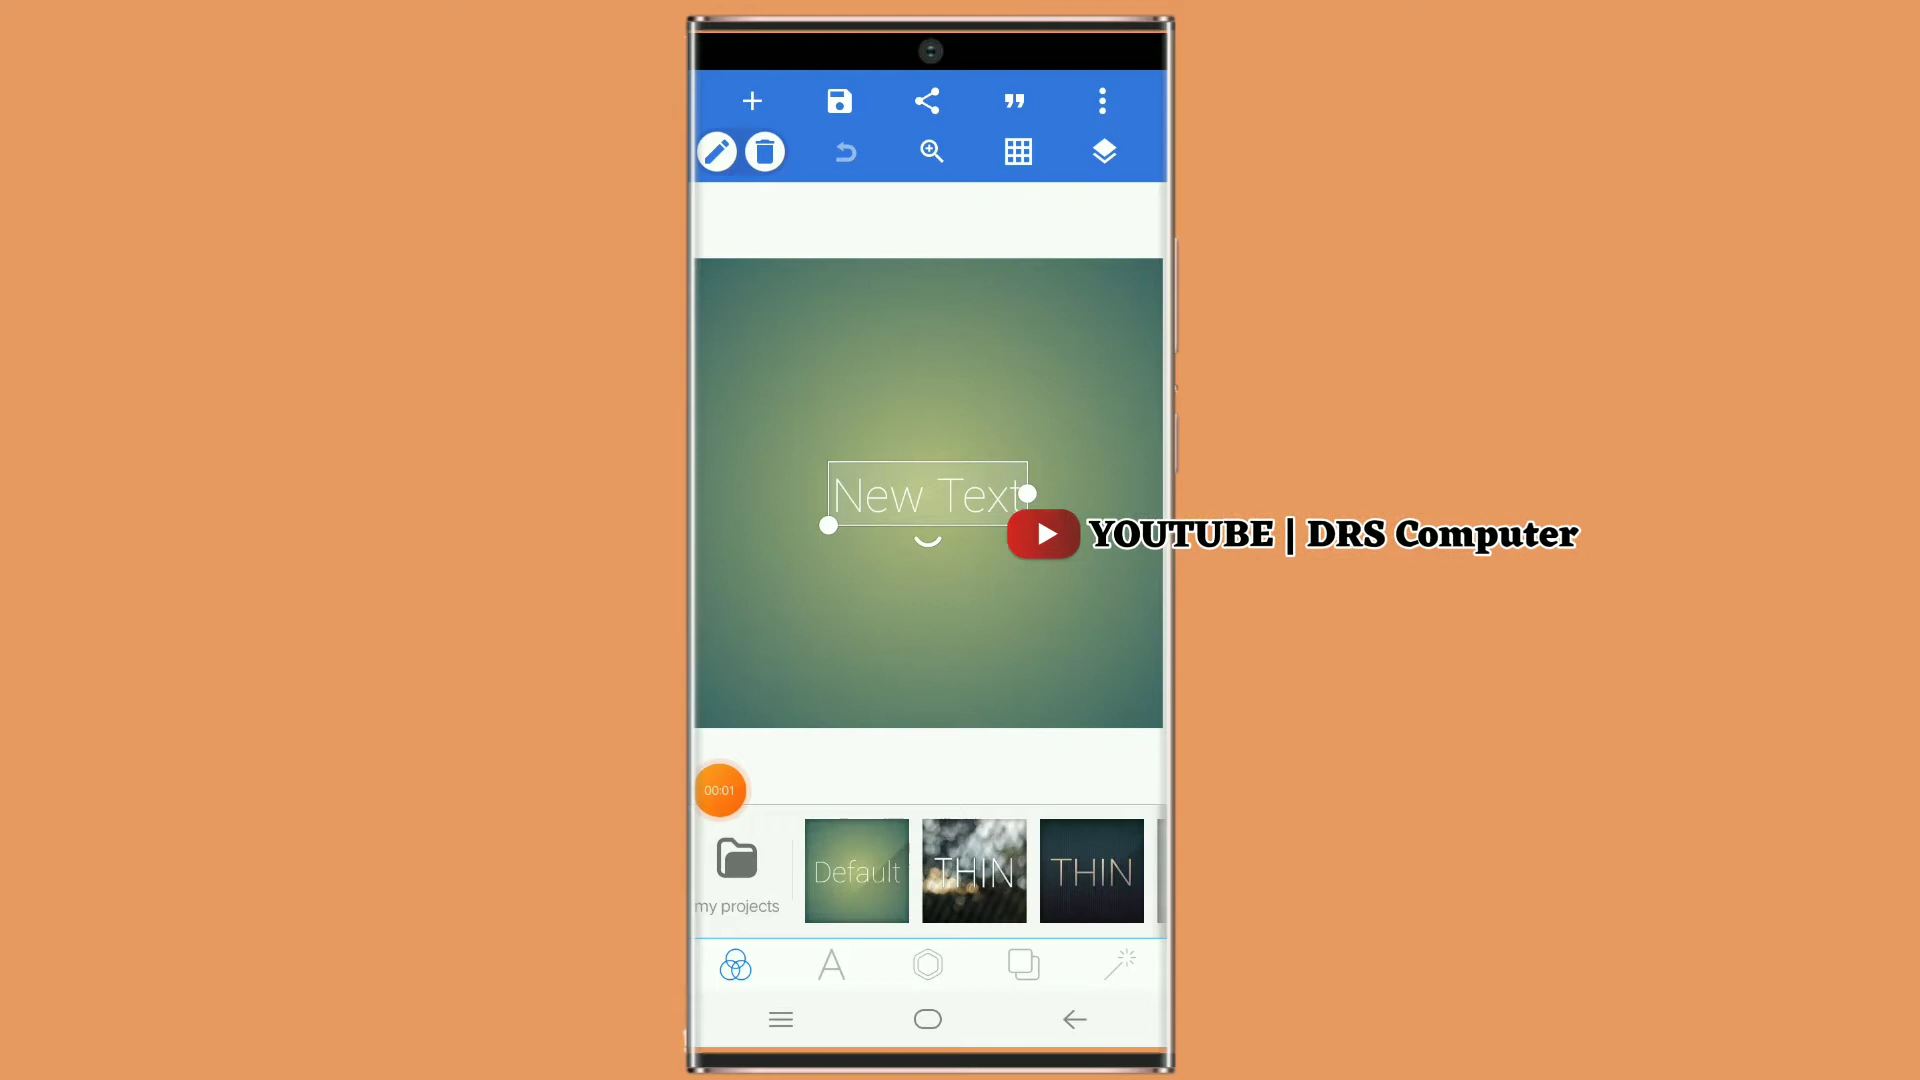 New Text
YOUTUBE | DRS Computer
00:01
my projects
Default
THIN
THIN